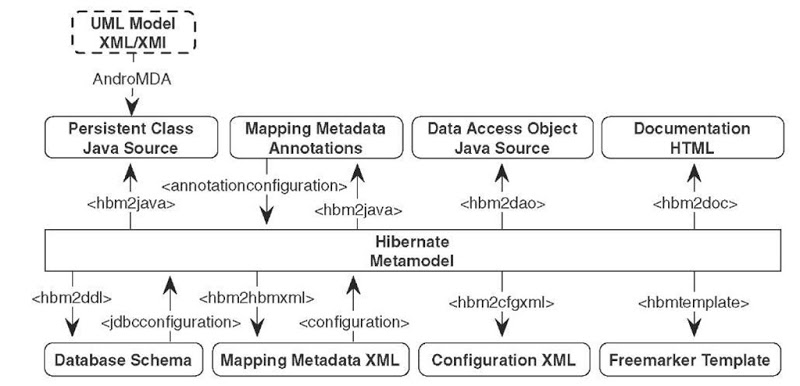 UML Model
XML/XMI
AndroMDA
Persistent Class
Java Source
Mapping Metadata
Annotations
Data Access Object
Java Source
Documentation
HTML
<annotationconfiguration>
<hbm2java>
<hbm2java>
<hbm2dao>
<hbm2doc>
Hibernate
Metamodel
<hbm2ddl>
<jdbcconfiguration>
<hbm2hbmxml>
<configuration>
<hbm2cfgxml>
<hbmtemplate>
Database Schema
Mapping Metadata XML
Configuration XML
Freemarker Template